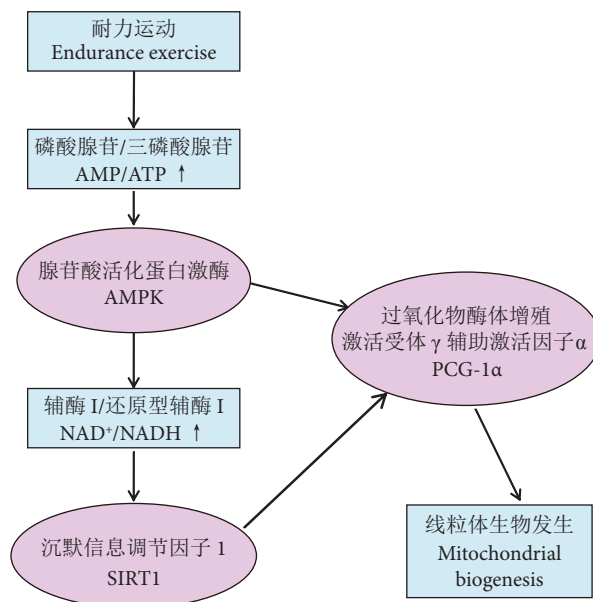 耐力运动
Endurance exercise
磷酸腺苷/三磷酸腺苷
AMP/ATP ↑
腺苷酸活化蛋白激酶
AMPK
过氧化物酶体增殖
激活受体 γ 辅助激活因子α
PCG-1α
辅酶 I/还原型辅酶 I
NAD⁺/NADH ↑
沉默信息调节因子 1
SIRT1
线粒体生物发生
Mitochondrial
biogenesis